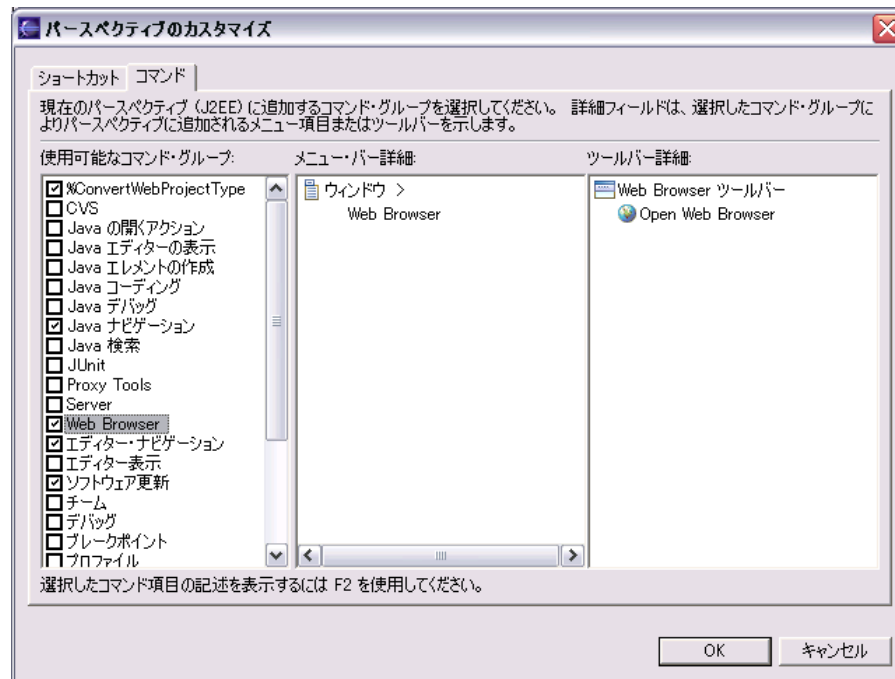 パースペクティブのカスタマイズ
ショートカット
コマンド
現在のパースペクティブ (J2EE) に追加するコマンド・グループを選択してください。 詳細フィールドは、選択したコマンド・グループに
よりパースペクティブに追加されるメニュー項目またはツールバーを示します。
使用可能なコマンド・グループ:
%ConvertWebProjectType
CVS
Java の開くアクション
Java エディターの表示
Java エレメントの作成
Java コーディング
Java デバッグ
Java ナビゲーション
Java 検索
JUnit
Proxy Tools
Server
Web Browser
エディター・ナビゲーション
エディター表示
ソフトウェア更新
チーム
デバッグ
ブレークポイント
プロファイル
メニュー・バー詳細:
ウィンドウ >
Web Browser
ツールバー詳細:
Web Browser ツールバー
Open Web Browser
選択したコマンド項目の記述を表示するには F2 を使用してください。
OK
キャンセル